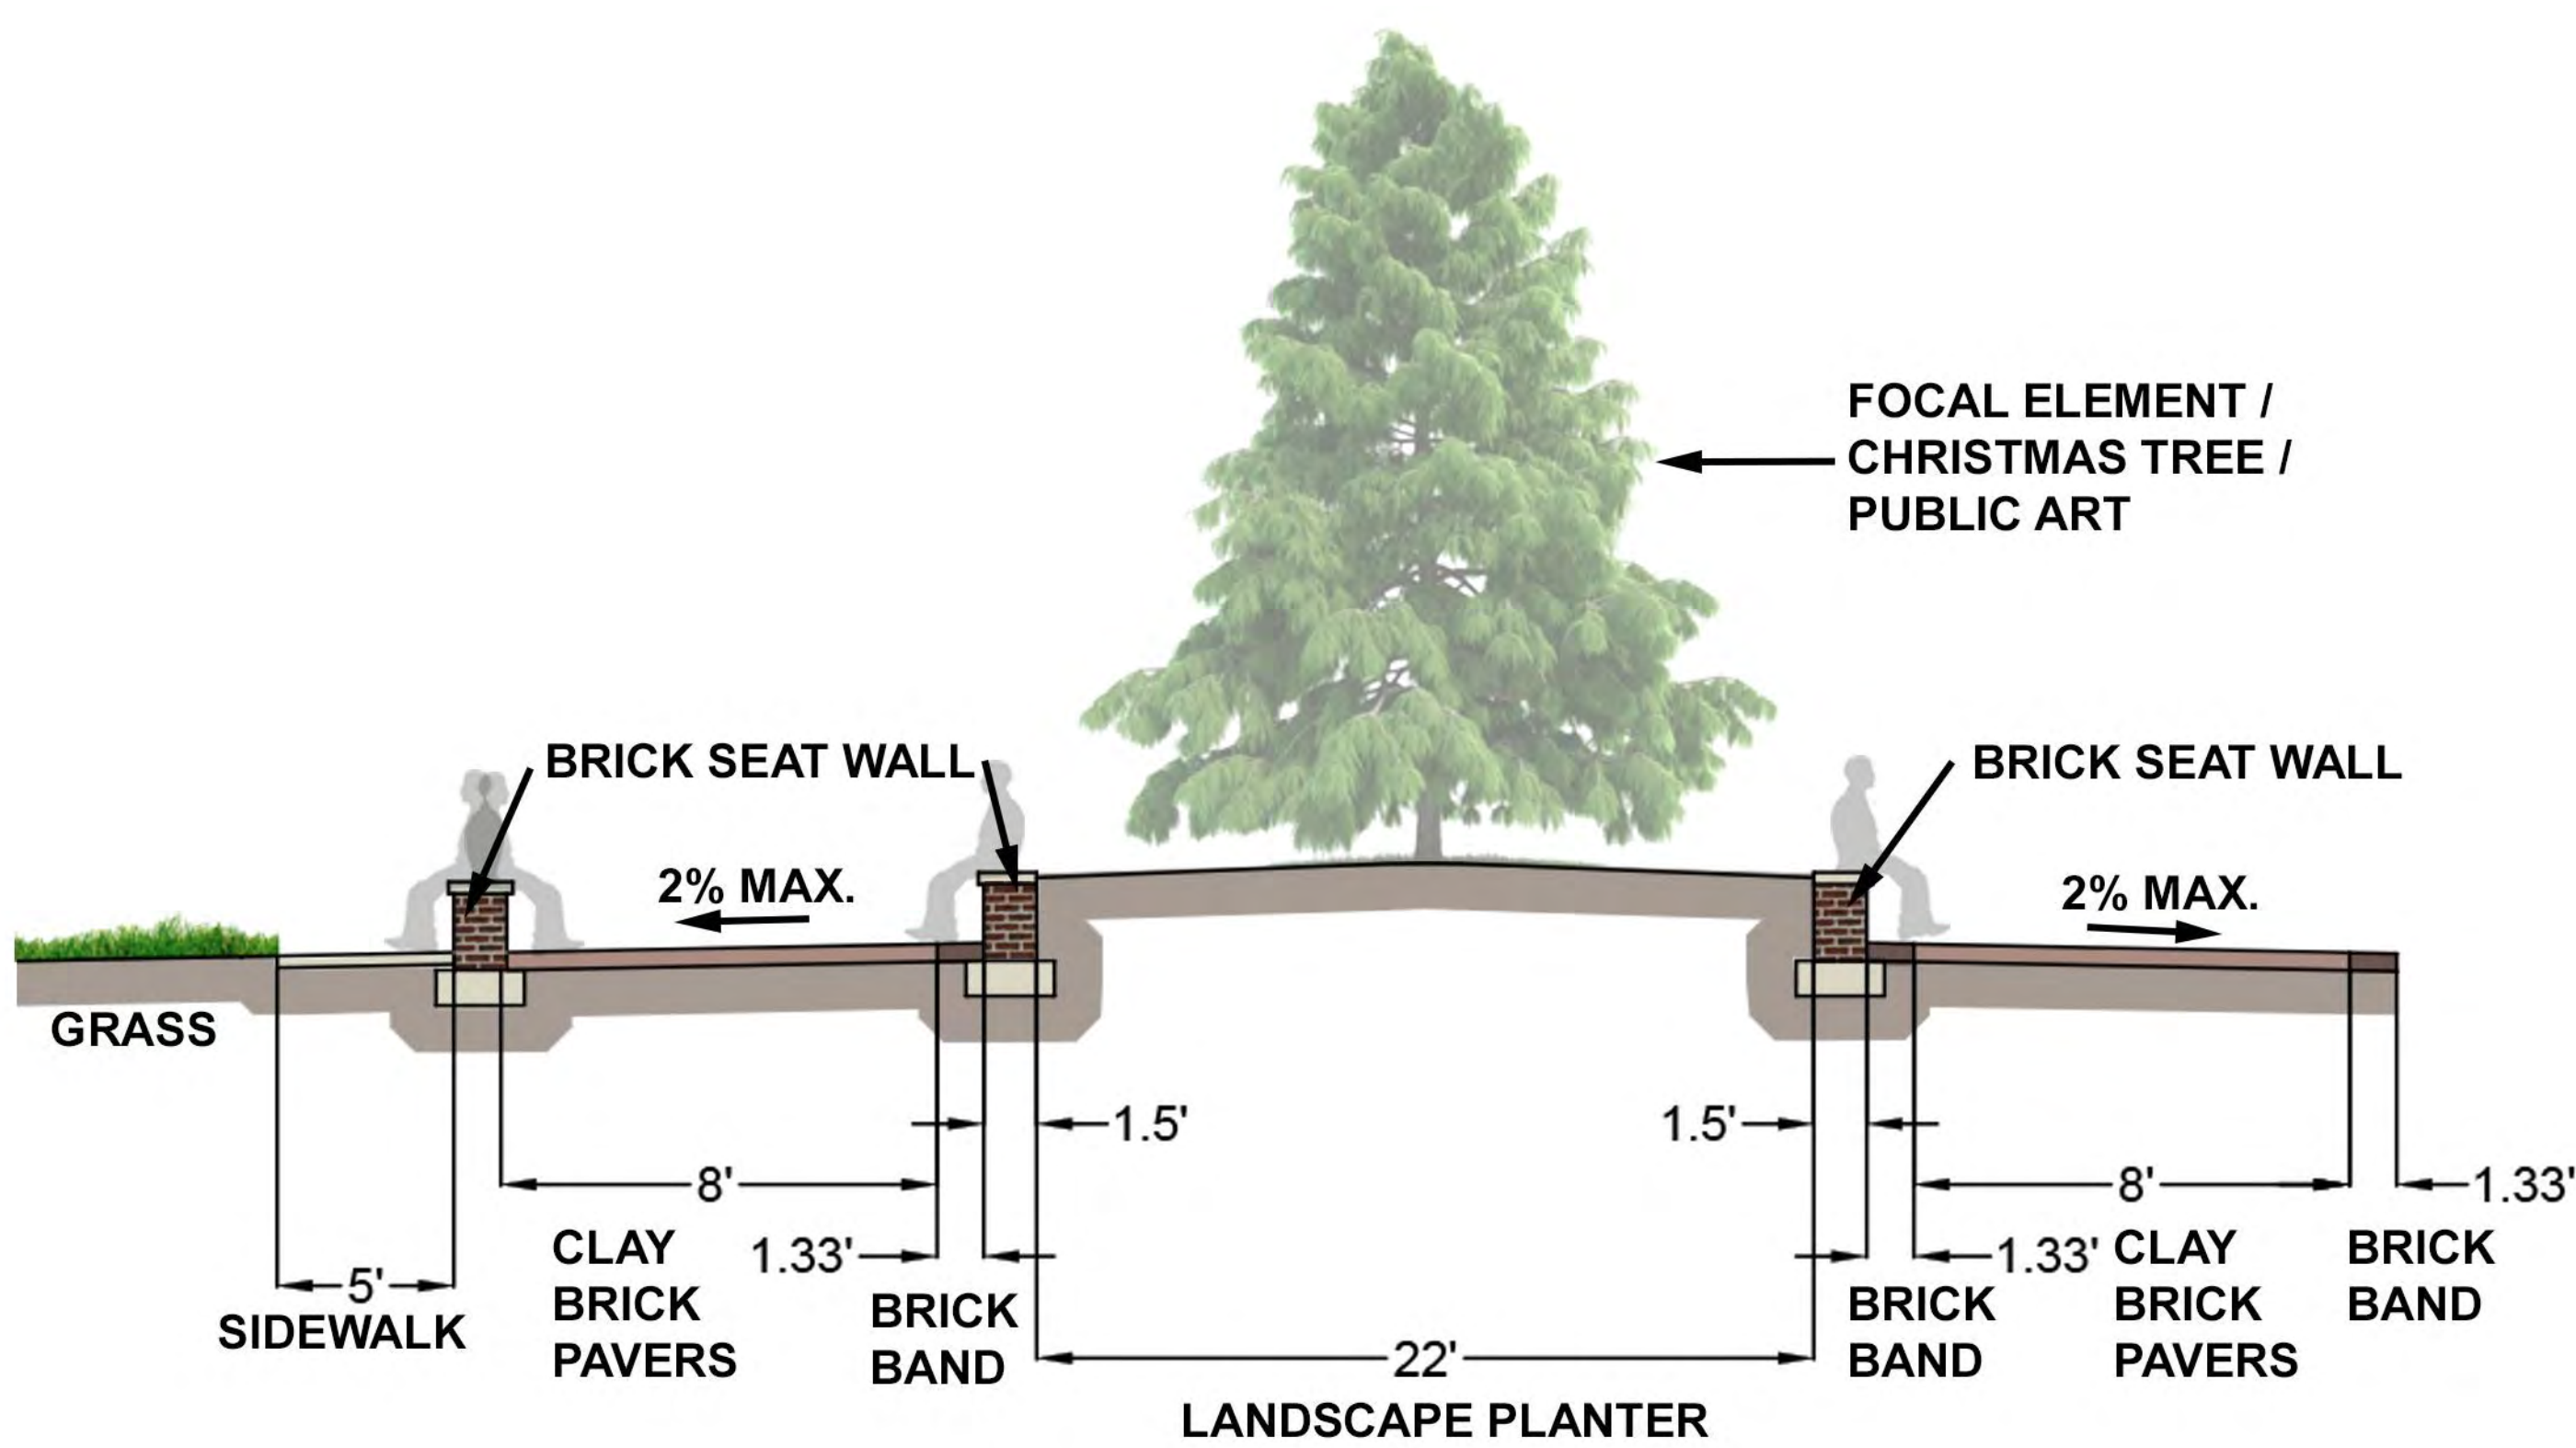 FOCAL ELEMENT /
CHRISTMAS TREE /
PUBLIC ART
BRICK SEAT WALL
BRICK SEAT WALL
2% MAX.
2% MAX.
GRASS
1.5'
1.5'
8'
8'
1.33'
1.33'
1.33'
CLAY
BRICK
PAVERS
BRICK
BAND
5'
SIDEWALK
22'
LANDSCAPE PLANTER
BRICK
BAND
CLAY
BRICK
PAVERS
BRICK
BAND